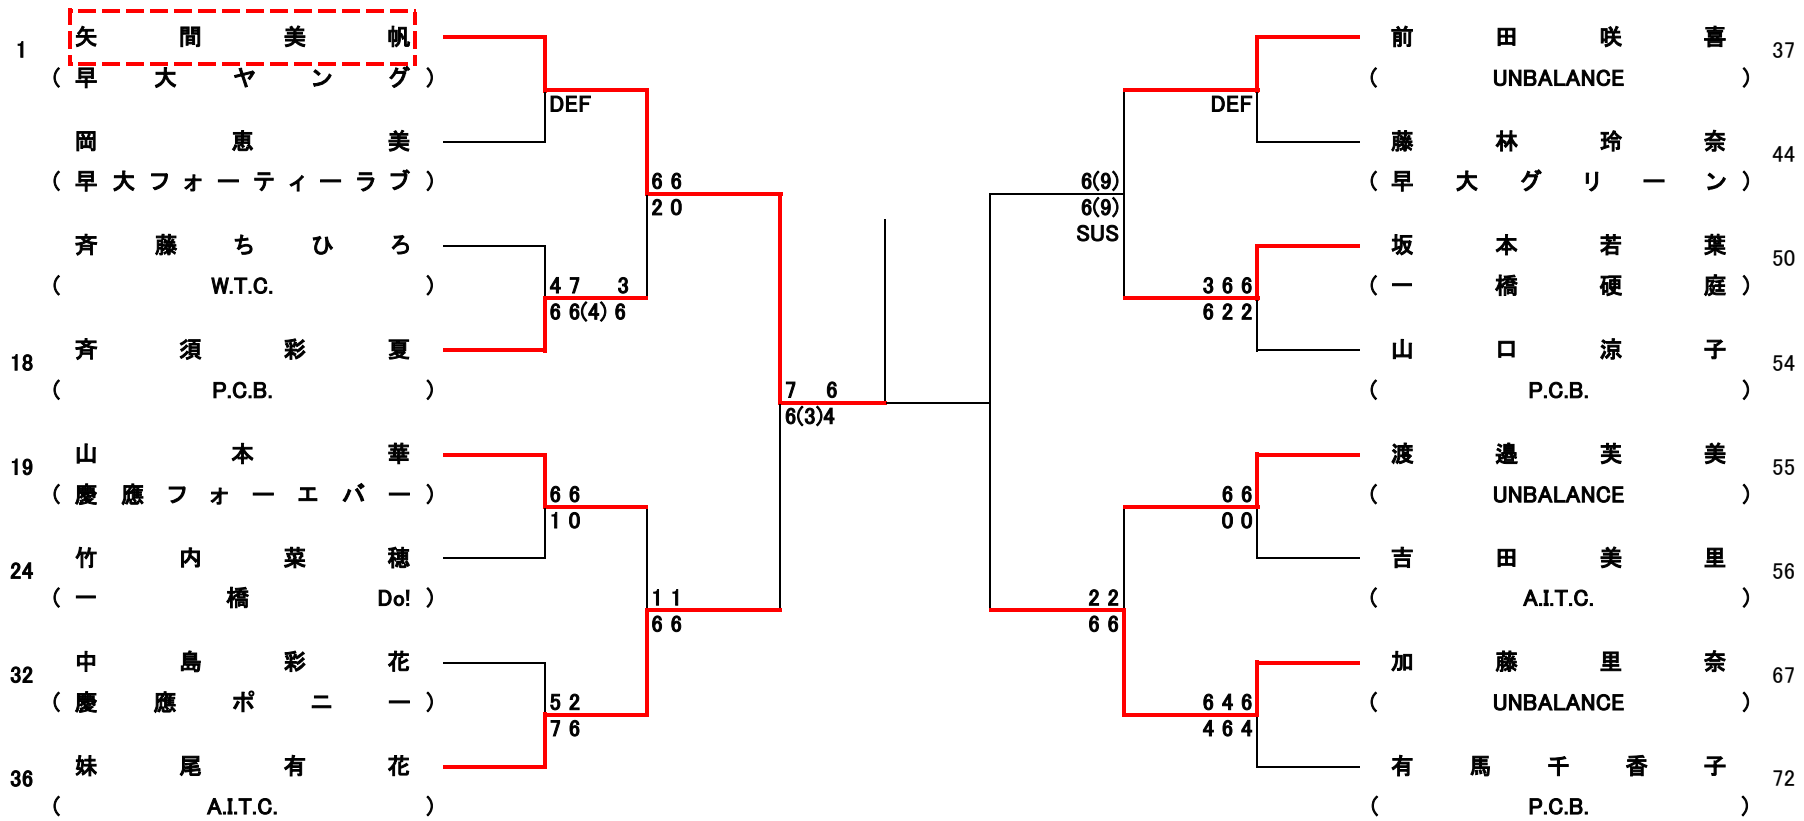 1 矢間美帆
(早大ヤング)
DEF
岡恵美
(早大フォーティーラブ)
6 6
2 0
斉藤ちひろ
(W.T.C.)
4 7 3
6 6(4) 6
18 斉須彩夏
(P.C.B.)
7 6
6(3)4
19 山本華
(慶應フォーエバー)
6 6
1 0
24 竹内菜穂
(一橋Do!)
1 1
6 6
32 中島彩花
(慶應ポニー)
5 2
7 6
36 妹尾有花
(A.I.T.C.)
前田咲喜 37
(UNBALANCE)
DEF
藤林玲奈 44
(早大グリーン)
6(9)
6(9)
SUS
坂本若葉 50
(一橋硬庭)
3 6 6
6 2 2
山口涼子 54
(P.C.B.)
渡邉芙美 55
(UNBALANCE)
6 6
0 0
吉田美里 56
(A.I.T.C.)
2 2
6 6
加藤里奈 67
(UNBALANCE)
6 4 6
4 6 4
有馬千香子 72
(P.C.B.)